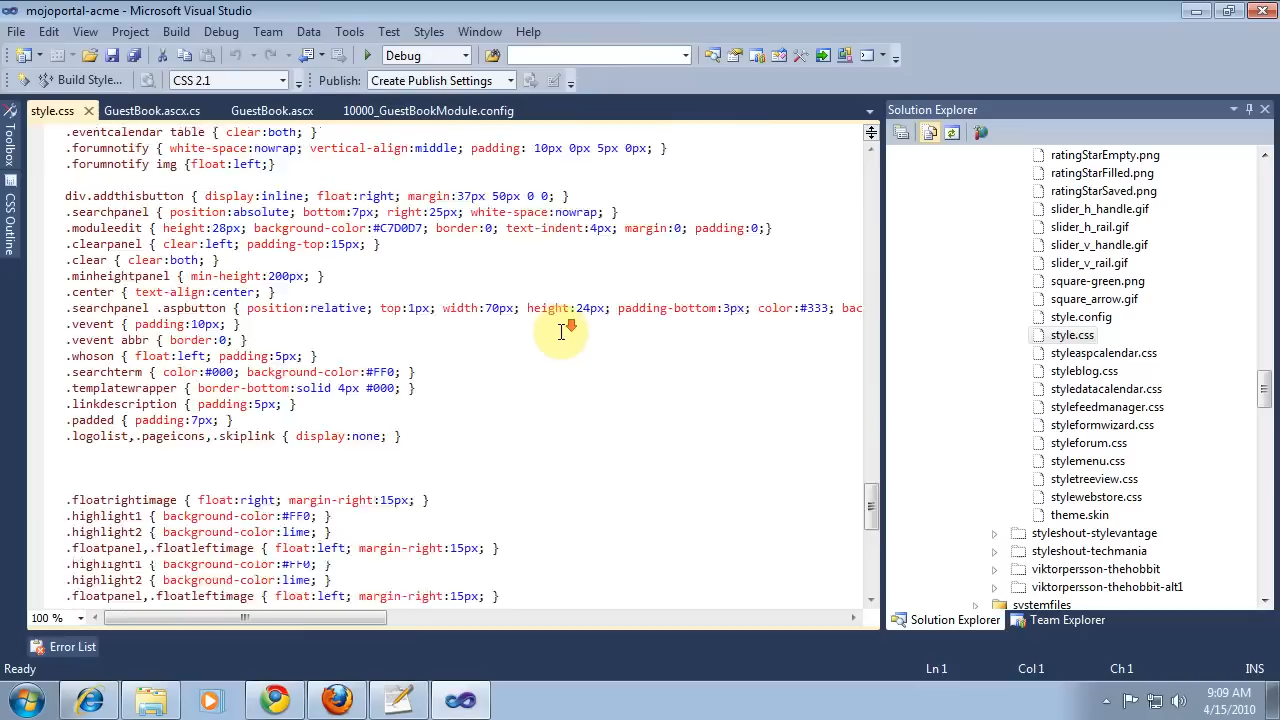 mojoportal-acme - Microsoft Visual Studio
File Edit View Project Build Debug Team Data Tools Test Styles Window Help
Debug
Build Style... CSS 2.1 Publish: Create Publish Settings
style.css GuestBook.ascx.cs GuestBook.ascx 10000_GuestBookModule.config
Toolbox
CSS Outline
.eventcalendar table { clear:both; }
.forumnotify { white-space:nowrap; vertical-align:middle; padding: 10px 0px 5px 0px; }
.forumnotify img {float:left;}
div.addthisbutton { display:inline; float:right; margin:37px 50px 0 0; }
.searchpanel { position:absolute; bottom:7px; right:25px; white-space:nowrap; }
.moduleedit { height:28px; background-color:#C7D0D7; border:0; text-indent:4px; margin:0; padding:0;}
.clearpanel { clear:left; padding-top:15px; }
.clear { clear:both; }
.minheightpanel { min-height:200px; }
.center { text-align:center; }
.searchpanel .aspbutton { position:relative; top:1px; width:70px; height:24px; padding-bottom:3px; color:#333; bac
.vevent { padding:10px; }
.vevent abbr { border:0; }
.whoson { float:left; padding:5px; }
.searchterm { color:#000; background-color:#FF0; }
.templatewrapper { border-bottom:solid 4px #000; }
.linkdescription { padding:5px; }
.padded { padding:7px; }
.logolist,.pageicons,.skiplink { display:none; }
.floatrightimage { float:right; margin-right:15px; }
.highlight1 { background-color:#FF0; }
.highlight2 { background-color:lime; }
.floatpanel,.floatleftimage { float:left; margin-right:15px; }
.highlight1 { background-color:#FF0; }
.highlight2 { background-color:lime; }
.floatpanel,.floatleftimage { float:left; margin-right:15px; }
100 %
Solution Explorer
ratingStarEmpty.png
ratingStarFilled.png
ratingStarSaved.png
slider_h_handle.gif
slider_h_rail.gif
slider_v_handle.gif
slider_v_rail.gif
square-green.png
square_arrow.gif
style.config
style.css
styleaspcalendar.css
styleblog.css
styledatacalendar.css
stylefeedmanager.css
styleformwizard.css
styleforum.css
stylemenu.css
styletreeview.css
stylewebstore.css
theme.skin
styleshout-stylevantage
styleshout-techmania
viktorpersson-thehobbit
viktorpersson-thehobbit-alt1
systemfiles
Solution Explorer Team Explorer
Error List
Ready Ln 1 Col 1 Ch 1 INS
9:09 AM
4/15/2010